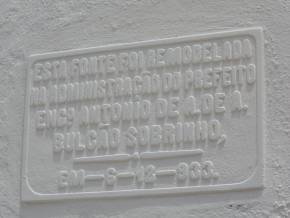 ESTA FONTE FOI REMODELADA
NA ADMINISTRAÇÃO DO PREFEITO
ENGº ANTONIO DE A. DE A.
BULCÃO SOBRINHO,
EM-6-12-933.